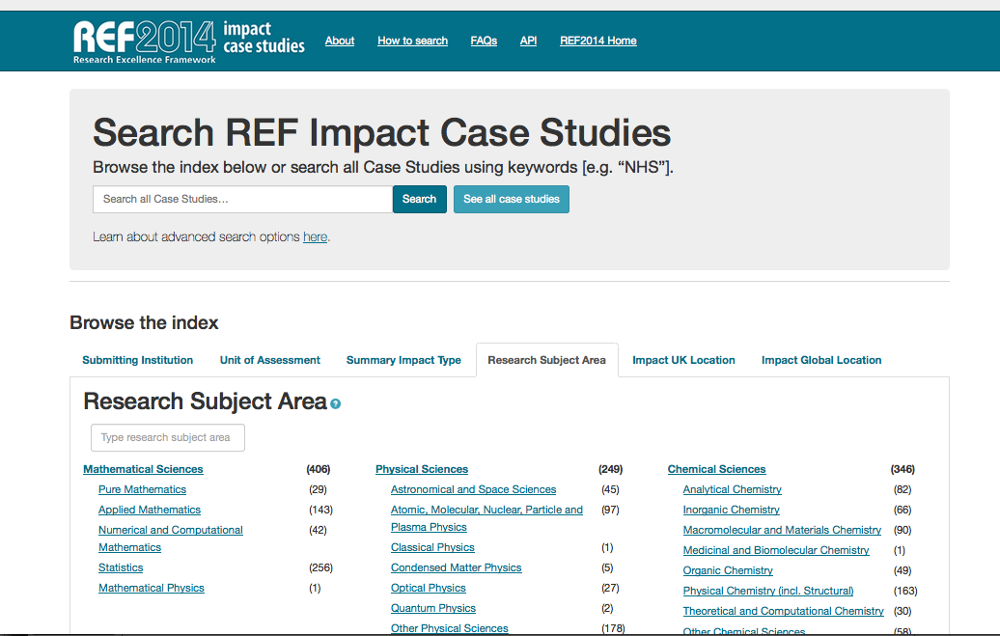 REF2014 impact case studies
Research Excellence Framework
About How to search FAQs API REF2014 Home
Search REF Impact Case Studies
Browse the index below or search all Case Studies using keywords [e.g. “NHS”].
Search all Case Studies... Search See all case studies
Learn about advanced search options here.
Browse the index
Submitting Institution Unit of Assessment Summary Impact Type Research Subject Area Impact UK Location Impact Global Location
Research Subject Area ?
Type research subject area
Mathematical Sciences (406)
Pure Mathematics (29)
Applied Mathematics (143)
Numerical and Computational (42)
Mathematics
Statistics (256)
Mathematical Physics (1)
Physical Sciences (249)
Astronomical and Space Sciences (45)
Atomic, Molecular, Nuclear, Particle and (97)
Plasma Physics
Classical Physics (1)
Condensed Matter Physics (5)
Optical Physics (27)
Quantum Physics (2)
Other Physical Sciences (178)
Chemical Sciences (346)
Analytical Chemistry (82)
Inorganic Chemistry (66)
Macromolecular and Materials Chemistry (90)
Medicinal and Biomolecular Chemistry (1)
Organic Chemistry (49)
Physical Chemistry (incl. Structural) (163)
Theoretical and Computational Chemistry (30)
Other Chemical Sciences (58)